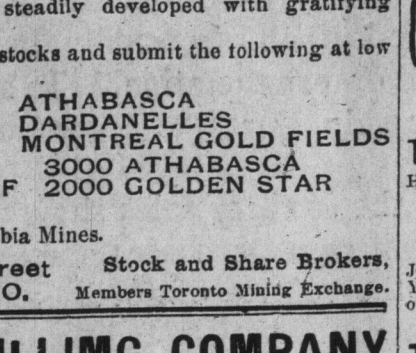 steadily developed with gratifying
stocks and submit the following at low
ATHABASCA
DARDANELLES
MONTREAL GOLD FIELDS
3000 ATHABASCA
F 2000 GOLDEN STAR
bia Mines.
reet Stock and Share Brokers,
O. Members Toronto Mining Exchange.
COMPANY